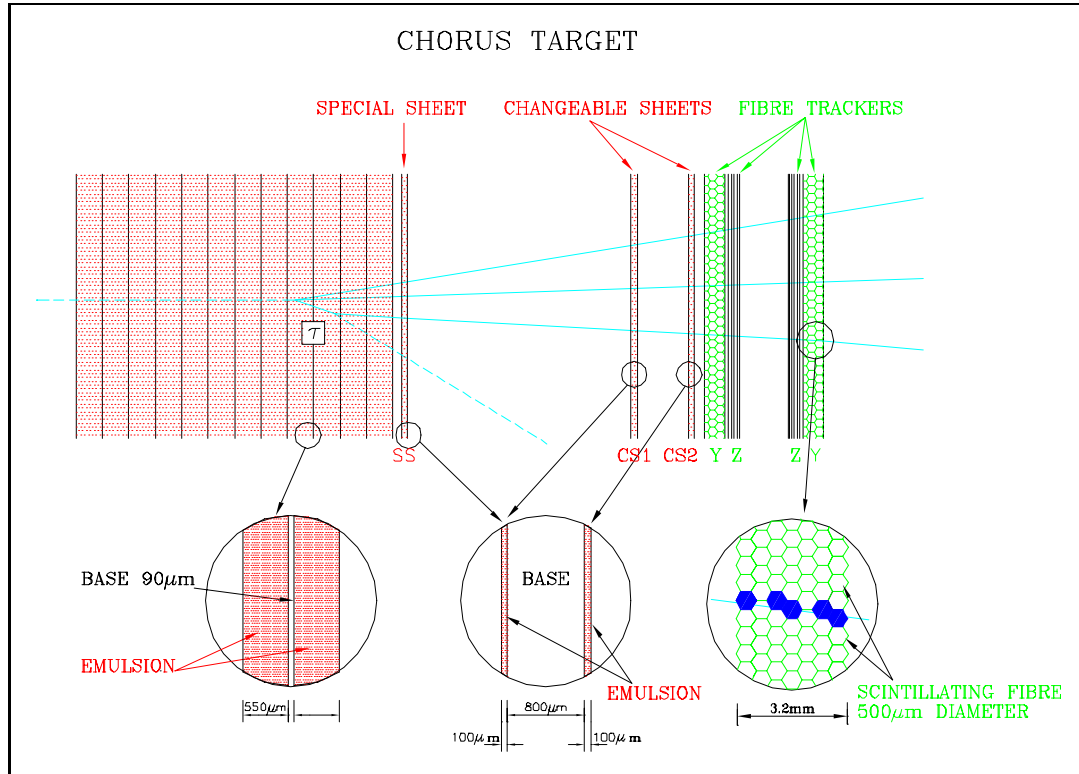 CHORUS TARGET
SPECIAL SHEET
CHANGEABLE SHEETS
FIBRE TRACKERS
τ
SS
CS1
CS2
Y
Z
Z
Y
BASE 90μm
BASE
EMULSION
EMULSION
SCINTILLATING FIBRE
500μm DIAMETER
550μm
800μm
3.2mm
100μm
100μm